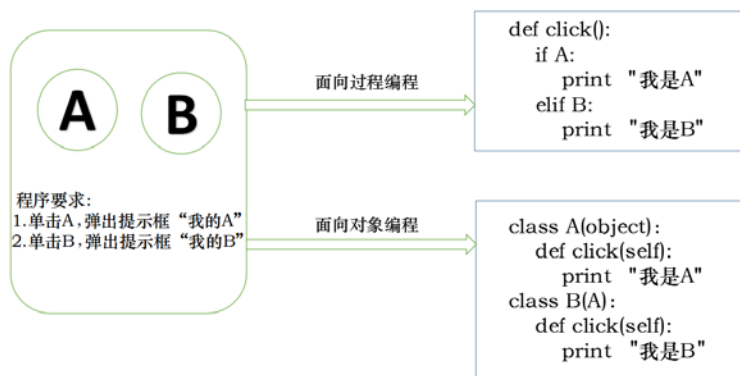 A B
程序要求:
1.单击A,弹出提示框“我的A”
2.单击B,弹出提示框“我的B”
面向过程编程
def click():
if A:
print "我是A"
elif B:
print "我是B"
面向对象编程
class A(object):
def click(self):
print "我是A"
class B(A):
def click(self):
print "我是B"